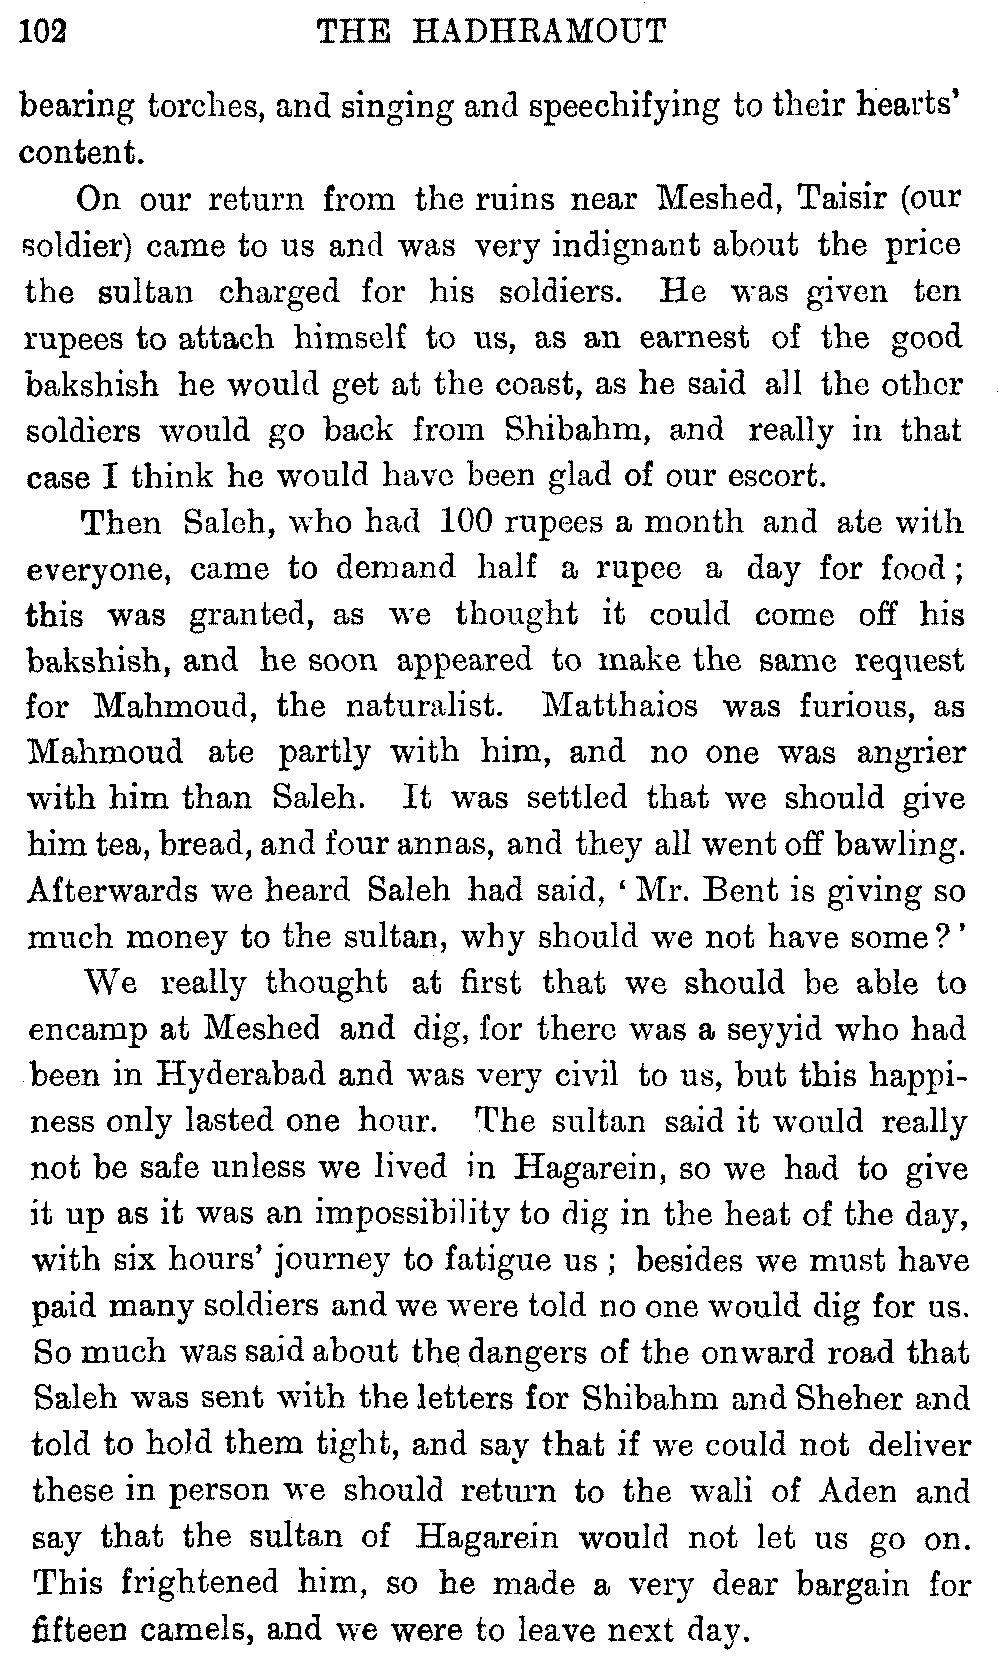 102 THE HADHRAMOUT
bearing torches, and singing and speechifying to their hearts'
content.
On our return from the ruins near Meshed, Taisir (our
soldier) came to us and was very indignant about the price
the sultan charged for his soldiers. He was given ten
rupees to attach himself to us, as an earnest of the good
bakshish he would get at the coast, as he said all the other
soldiers would go back from Shibahm, and really in that
case I think he would have been glad of our escort.
Then Saleh, who had 100 rupees a month and ate with
everyone, came to demand half a rupee a day for food;
this was granted, as we thought it could come off his
bakshish, and he soon appeared to make the same request
for Mahmoud, the naturalist. Matthaios was furious, as
Mahmoud ate partly with him, and no one was angrier
with him than Saleh. It was settled that we should give
him tea, bread, and four annas, and they all went off bawling.
Afterwards we heard Saleh had said, 'Mr. Bent is giving so
much money to the sultan, why should we not have some?'
We really thought at first that we should be able to
encamp at Meshed and dig, for there was a seyyid who had
been in Hyderabad and was very civil to us, but this happi-
ness only lasted one hour. The sultan said it would really
not be safe unless we lived in Hagarein, so we had to give
it up as it was an impossibility to dig in the heat of the day,
with six hours' journey to fatigue us; besides we must have
paid many soldiers and we were told no one would dig for us.
So much was said about the dangers of the onward road that
Saleh was sent with the letters for Shibahm and Sheher and
told to hold them tight, and say that if we could not deliver
these in person we should return to the wali of Aden and
say that the sultan of Hagarein would not let us go on.
This frightened him, so he made a very dear bargain for
fifteen camels, and we were to leave next day.